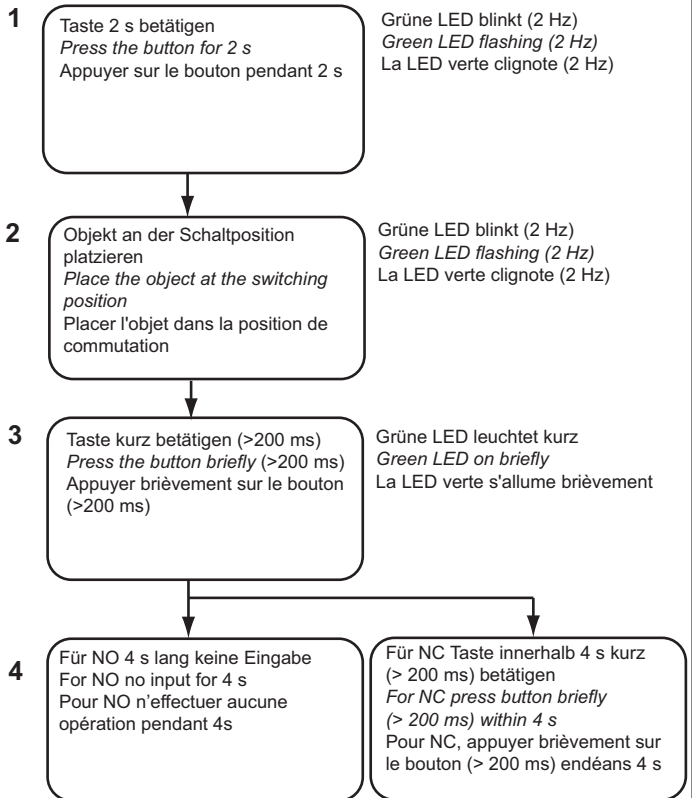 1
Taste 2 s betätigen
Press the button for 2 s
Appuyer sur le bouton pendant 2 s
Grüne LED blinkt (2 Hz)
Green LED flashing (2 Hz)
La LED verte clignote (2 Hz)
2
Objekt an der Schaltposition
platzieren
Place the object at the switching
position
Placer l'objet dans la position de
commutation
Grüne LED blinkt (2 Hz)
Green LED flashing (2 Hz)
La LED verte clignote (2 Hz)
3
Taste kurz betätigen (>200 ms)
Press the button briefly (>200 ms)
Appuyer brièvement sur le bouton
(>200 ms)
Grüne LED leuchtet kurz
Green LED on briefly
La LED verte s'allume brièvement
4
Für NO 4 s lang keine Eingabe
For NO no input for 4 s
Pour NO n’effectuer aucune
opération pendant 4s
Für NC Taste innerhalb 4 s kurz
(> 200 ms) betätigen
For NC press button briefly
(> 200 ms) within 4 s
Pour NC, appuyer brièvement sur
le bouton (> 200 ms) endéans 4 s